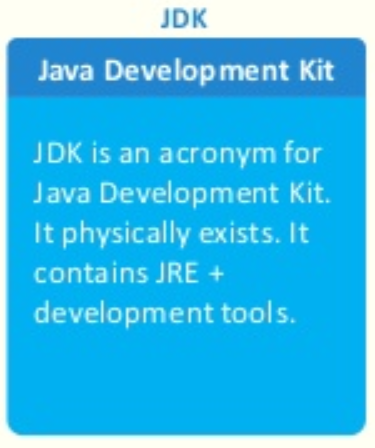 JDK
Java Development Kit
JDK is an acronym for
Java Development Kit.
It physically exists. It
contains JRE +
development tools.